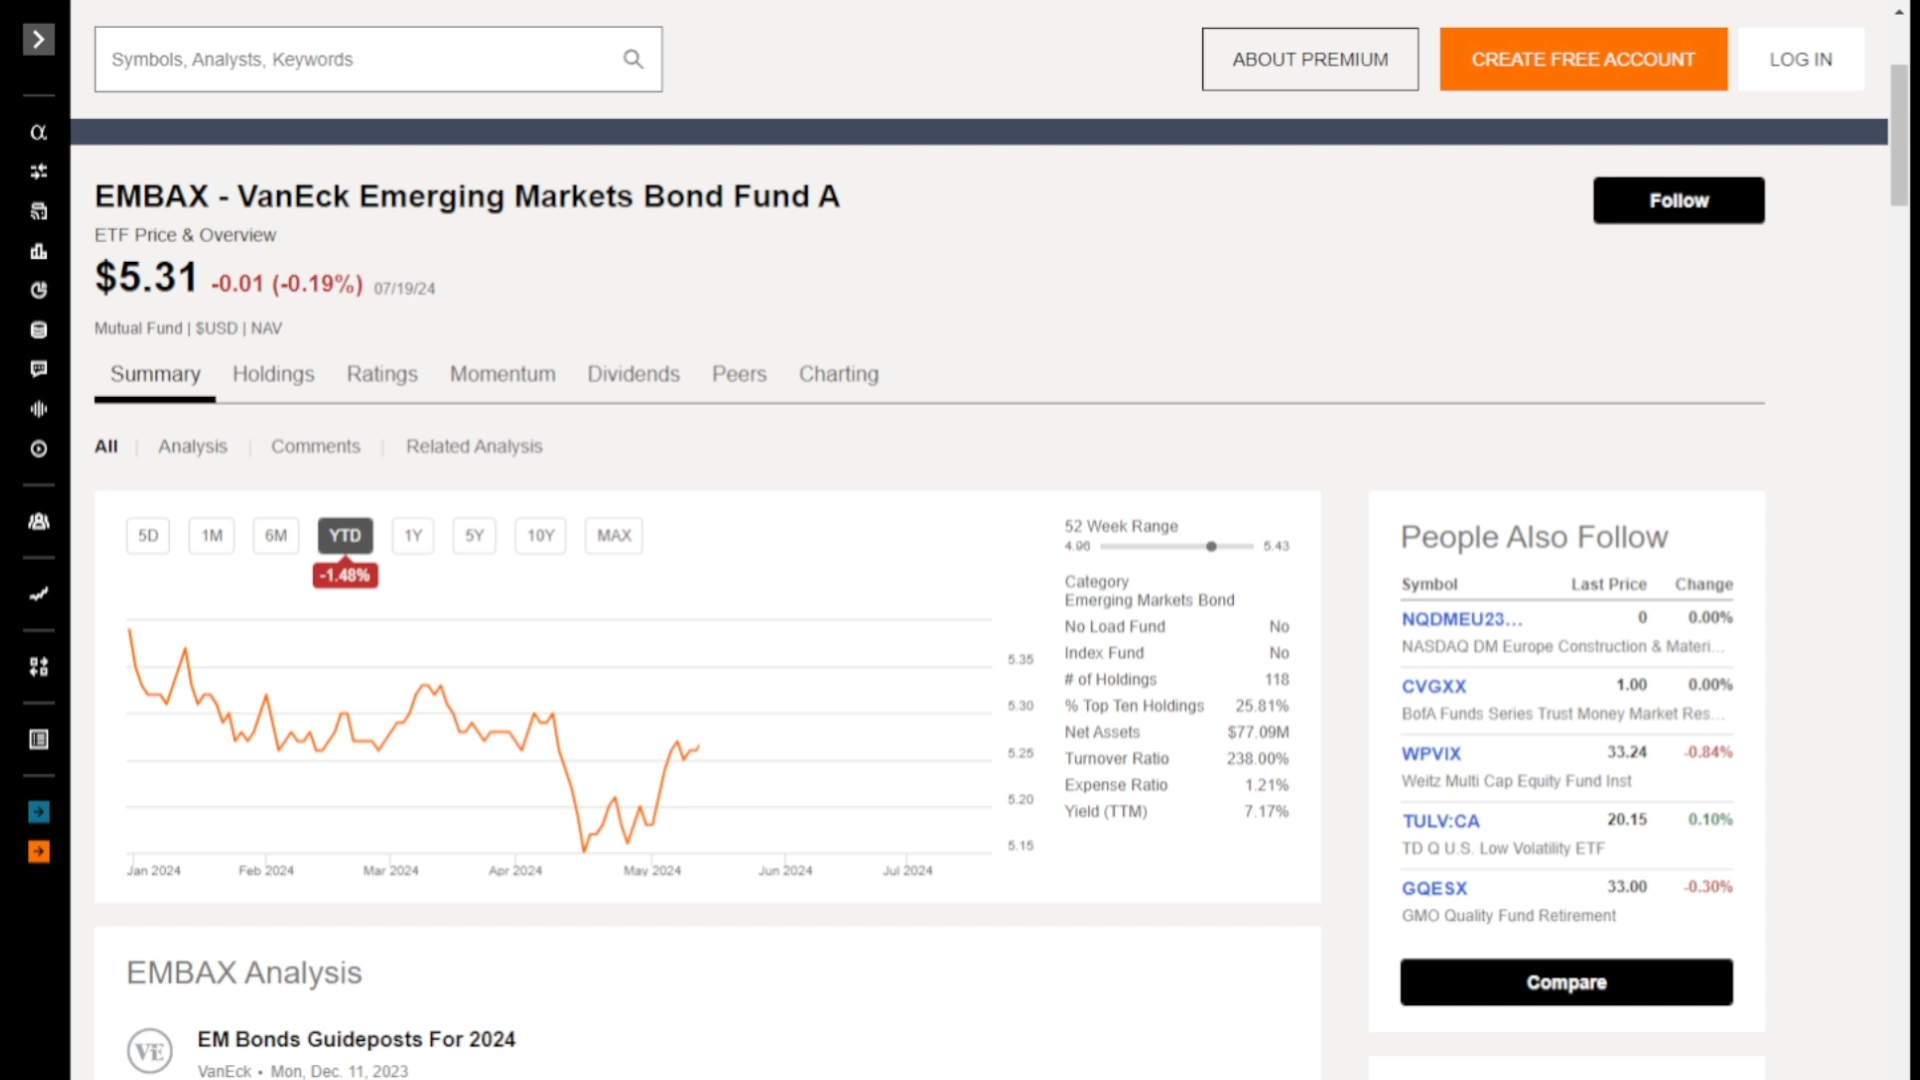 Symbols, Analysts, Keywords
ABOUT PREMIUM
CREATE FREE ACCOUNT
LOG IN
EMBAX - VanEck Emerging Markets Bond Fund A
Follow
ETF Price & Overview
$5.31 -0.01 (-0.19%) 07/19/24
Mutual Fund | $USD | NAV
Summary Holdings Ratings Momentum Dividends Peers Charting
All | Analysis | Comments | Related Analysis
5D 1M 6M YTD 1Y 5Y 10Y MAX
-1.48%
5.35
5.30
5.25
5.20
5.15
Jan 2024 Feb 2024 Mar 2024 Apr 2024 May 2024 Jun 2024 Jul 2024
52 Week Range
4.96 5.43
Category
Emerging Markets Bond
No Load Fund No
Index Fund No
# of Holdings 118
% Top Ten Holdings 25.81%
Net Assets $77.09M
Turnover Ratio 238.00%
Expense Ratio 1.21%
Yield (TTM) 7.17%
People Also Follow
Symbol Last Price Change
NQDMEU23... 0 0.00%
NASDAQ DM Europe Construction & Materi...
CVGXX 1.00 0.00%
BofA Funds Series Trust Money Market Res...
WPVIX 33.24 -0.84%
Weitz Multi Cap Equity Fund Inst
TULV:CA 20.15 0.10%
TD Q U.S. Low Volatility ETF
GQESX 33.00 -0.30%
GMO Quality Fund Retirement
Compare
EMBAX Analysis
VE
EM Bonds Guideposts For 2024
VanEck • Mon, Dec. 11, 2023